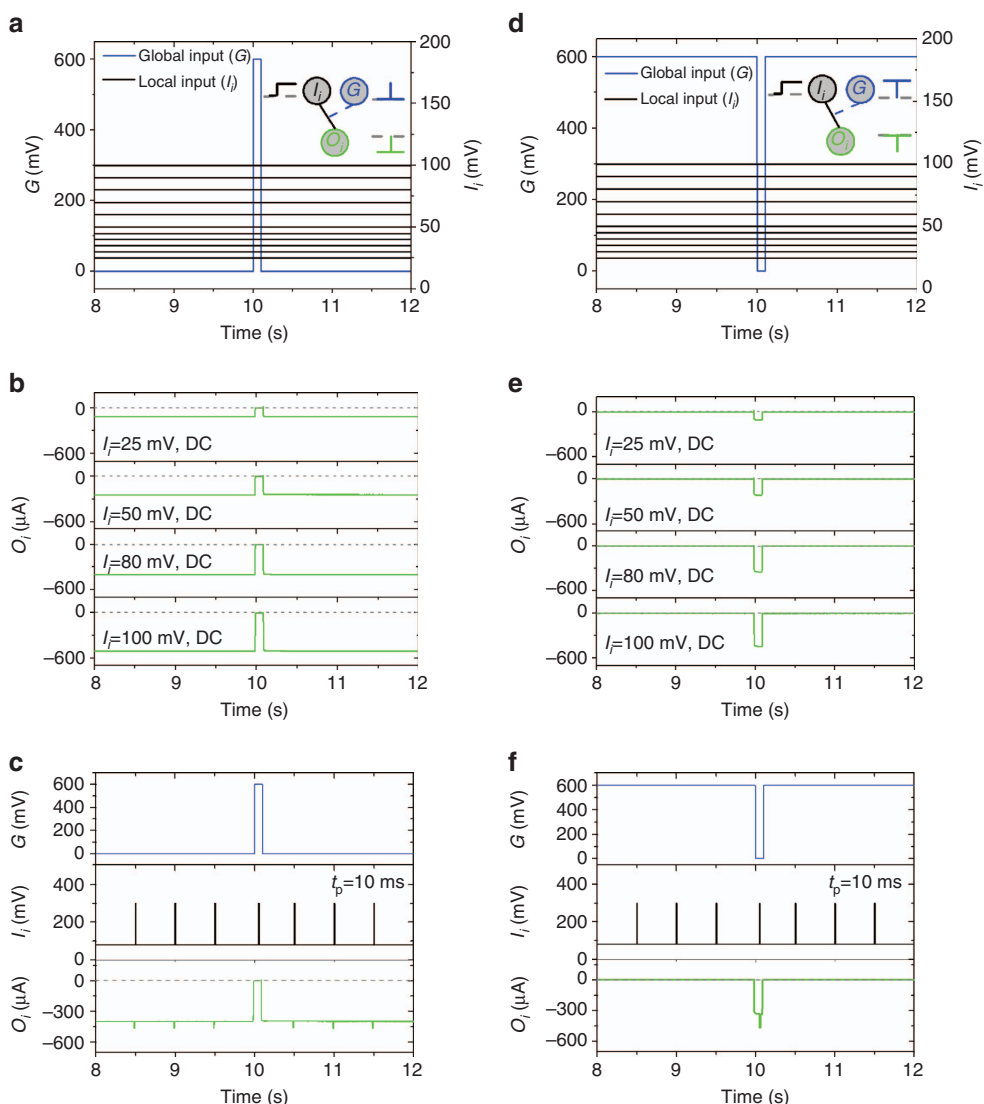 a
600
400
200
0
G (mV)
Global input (G)
Local input (Ii)
Ii
G
Oi
200
150
100
50
0
Ii (mV)
8
9
10
11
12
Time (s)
d
600
400
200
0
G (mV)
Global input (G)
Local input (Ii)
Ii
G
Oi
200
150
100
50
0
Ii (mV)
8
9
10
11
12
Time (s)
b
0
–600
Ii=25 mV, DC
0
–600
Ii=50 mV, DC
0
–600
Ii=80 mV, DC
0
–600
Ii=100 mV, DC
Oi (µA)
8
9
10
11
12
Time (s)
e
0
–600
Ii=25 mV, DC
0
–600
Ii=50 mV, DC
0
–600
Ii=80 mV, DC
0
–600
Ii=100 mV, DC
Oi (µA)
8
9
10
11
12
Time (s)
c
600
400
200
0
G (mV)
400
200
0
Ii (mV)
tp=10 ms
0
–300
–600
Oi (µA)
8
9
10
11
12
Time (s)
f
600
400
200
0
G (mV)
400
200
0
Ii (mV)
tp=10 ms
0
–300
–600
Oi (µA)
8
9
10
11
12
Time (s)